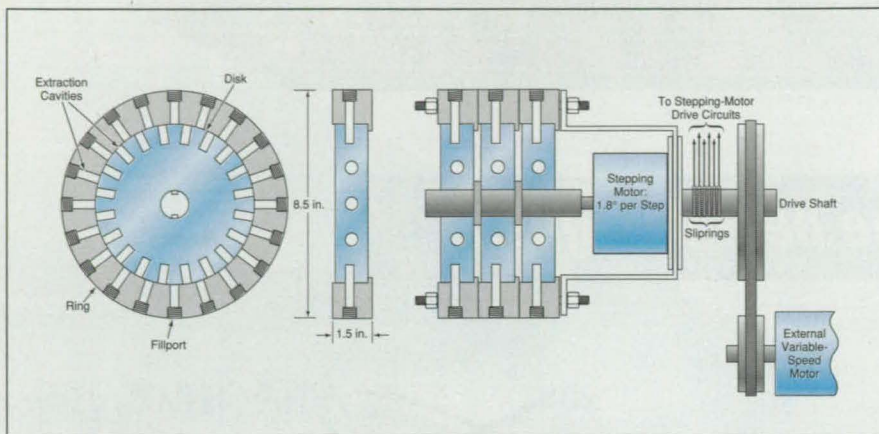 Extraction
Cavities
Disk
8.5 in.
Ring
Fillport
1.5 in.
Stepping
Motor:
1.8° per Step
To Stepping-Motor
Drive Circuits
Drive Shaft
Sliprings
External
Variable-
Speed
Motor